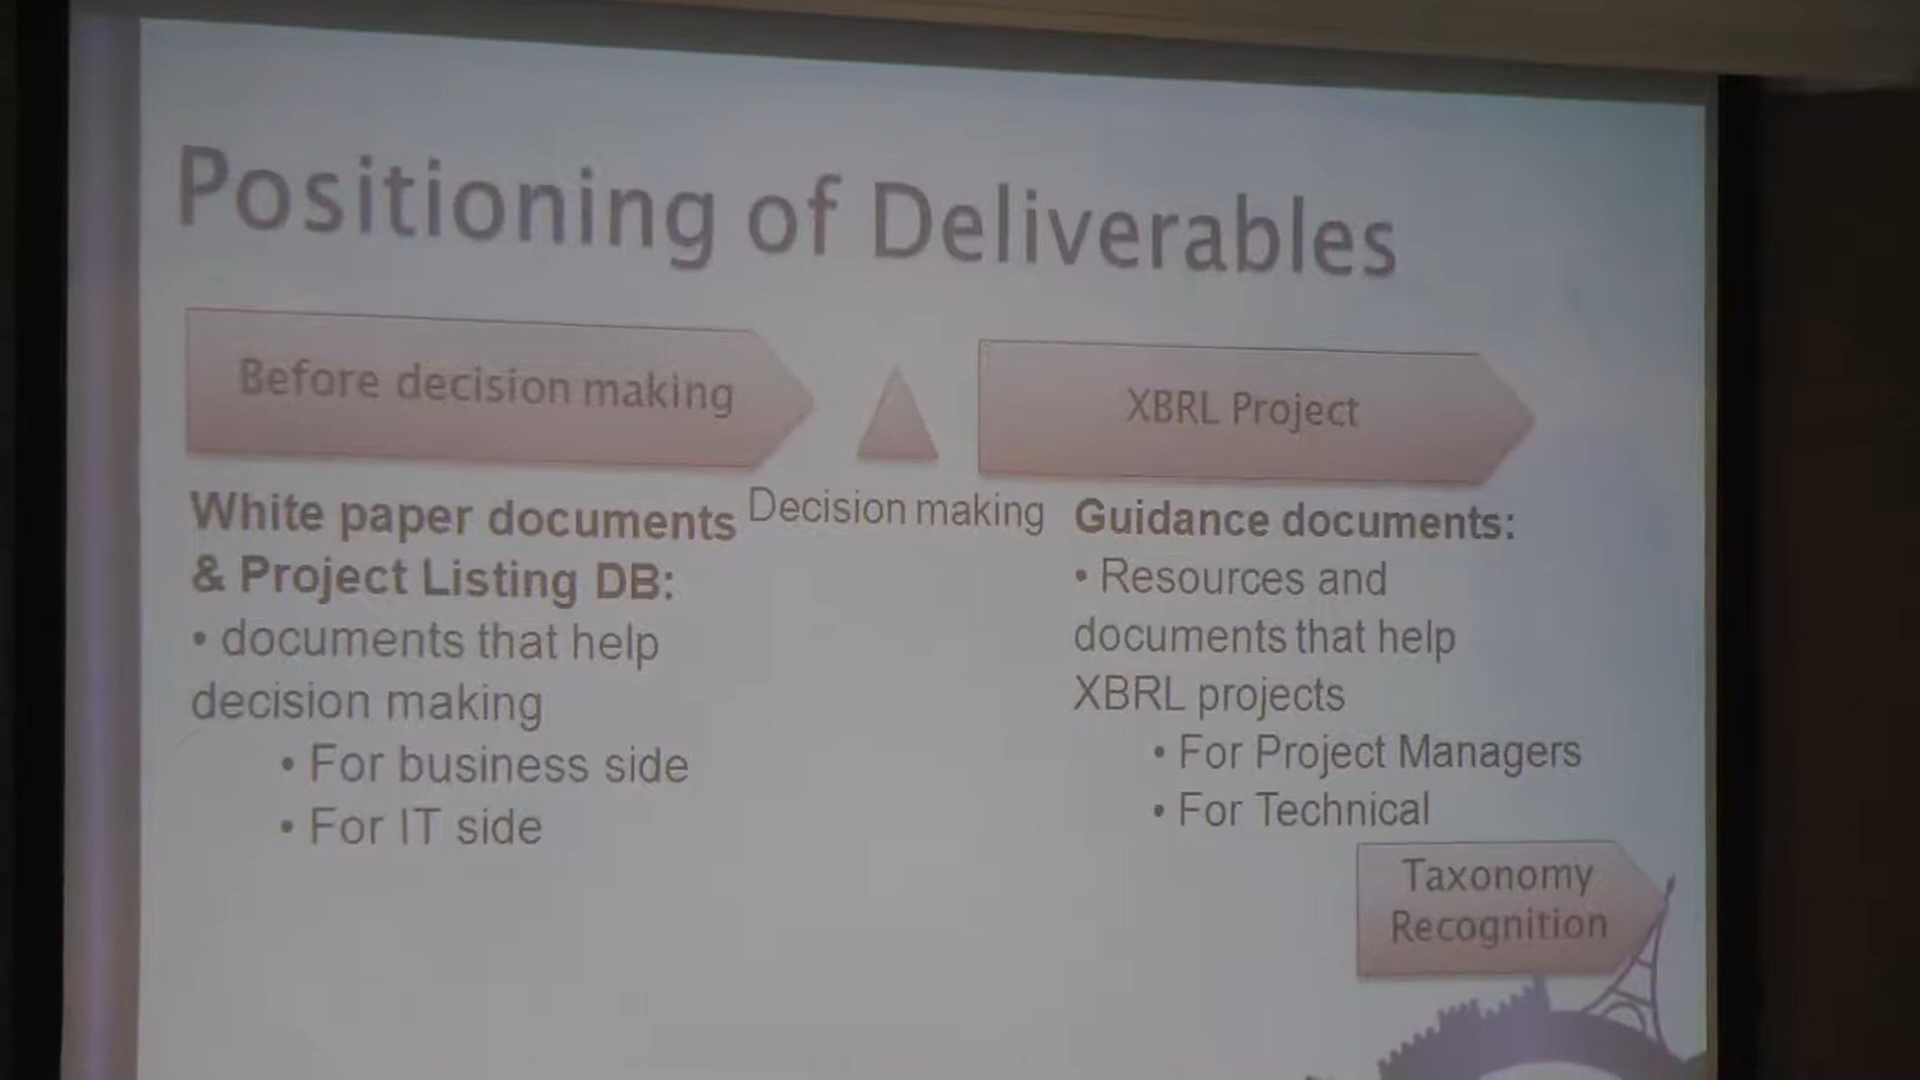 Positioning of Deliverables
Before decision making
XBRL Project
Decision making
White paper documents
& Project Listing DB:
• documents that help
decision making
• For business side
• For IT side
Guidance documents:
• Resources and
documents that help
XBRL projects
• For Project Managers
• For Technical
Taxonomy
Recognition